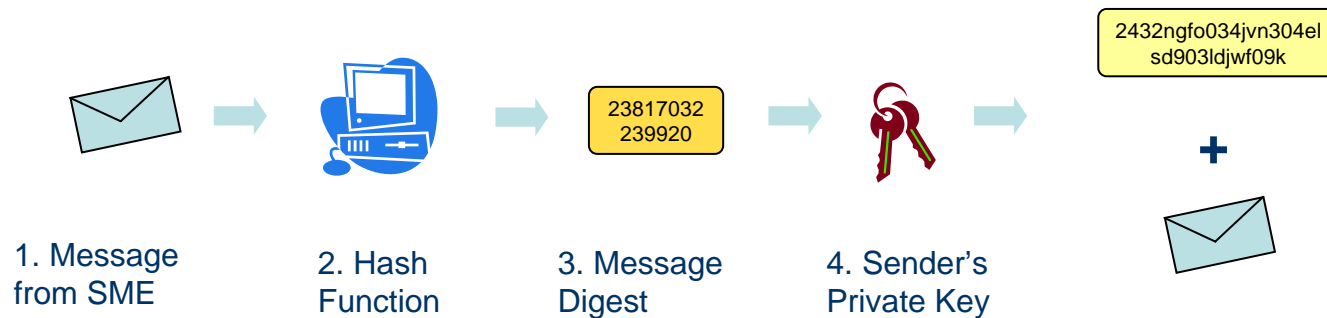 2432ngfo034jvn304el
sd903ldjwf09k
23817032
239920
+
1. Message
from SME
2. Hash
Function
3. Message
Digest
4. Sender’s
Private Key